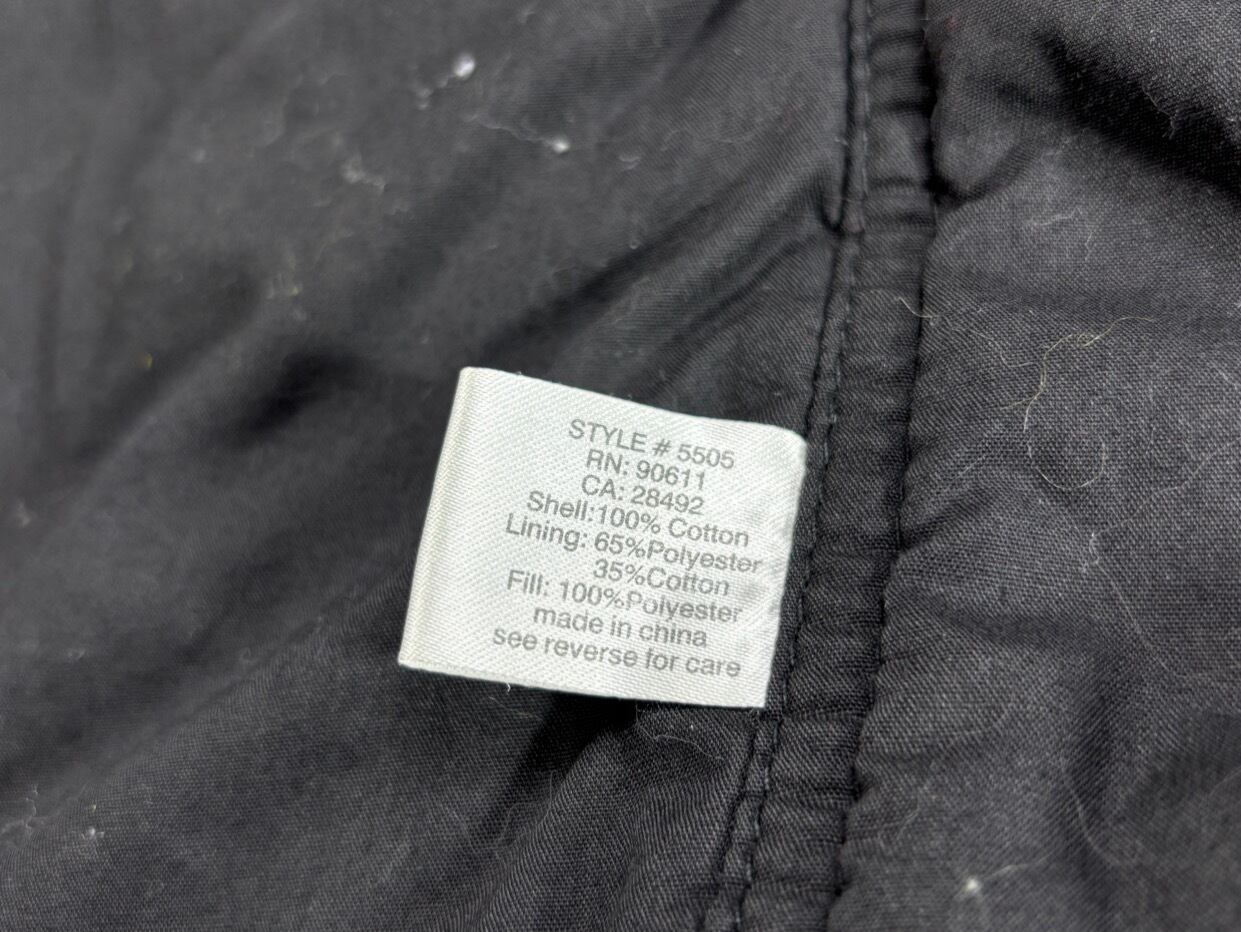 STYLE # 5505
RN: 90611
CA: 28492
Shell:100% Cotton
Lining: 65%Polyester
35%Cotton
Fill: 100%Polyester
made in china
see reverse for care